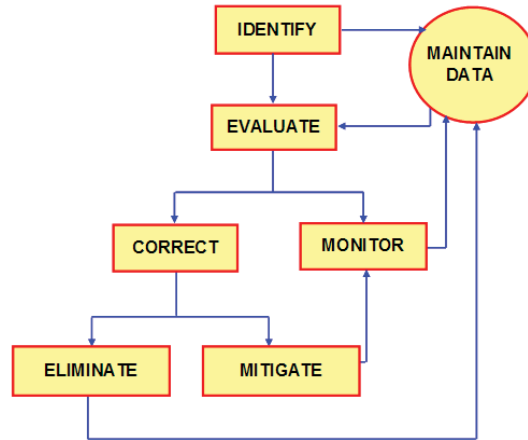 IDENTIFY
MAINTAIN
DATA
EVALUATE
CORRECT
MONITOR
ELIMINATE
MITIGATE